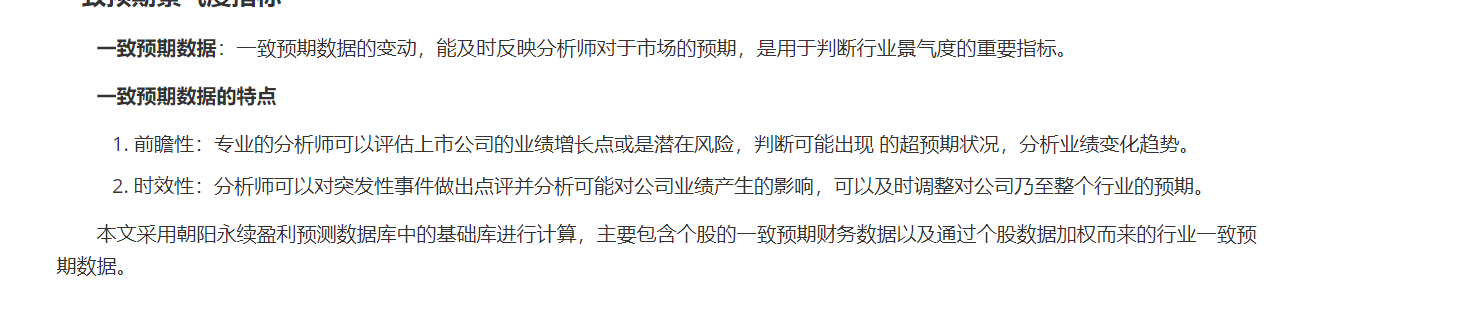 一致预期景气度指标
一致预期数据：一致预期数据的变动，能及时反映分析师对于市场的预期，是用于判断行业景气度的重要指标。
一致预期数据的特点
1. 前瞻性：专业的分析师可以评估上市公司的业绩增长点或是潜在风险，判断可能出现 的超预期状况，分析业绩变化趋势。
2. 时效性：分析师可以对突发性事件做出点评并分析可能对公司业绩产生的影响，可以及时调整对公司乃至整个行业的预期。
本文采用朝阳永续盈利预测数据库中的基础库进行计算，主要包含个股的一致预期财务数据以及通过个股数据加权而来的行业一致预
期数据。